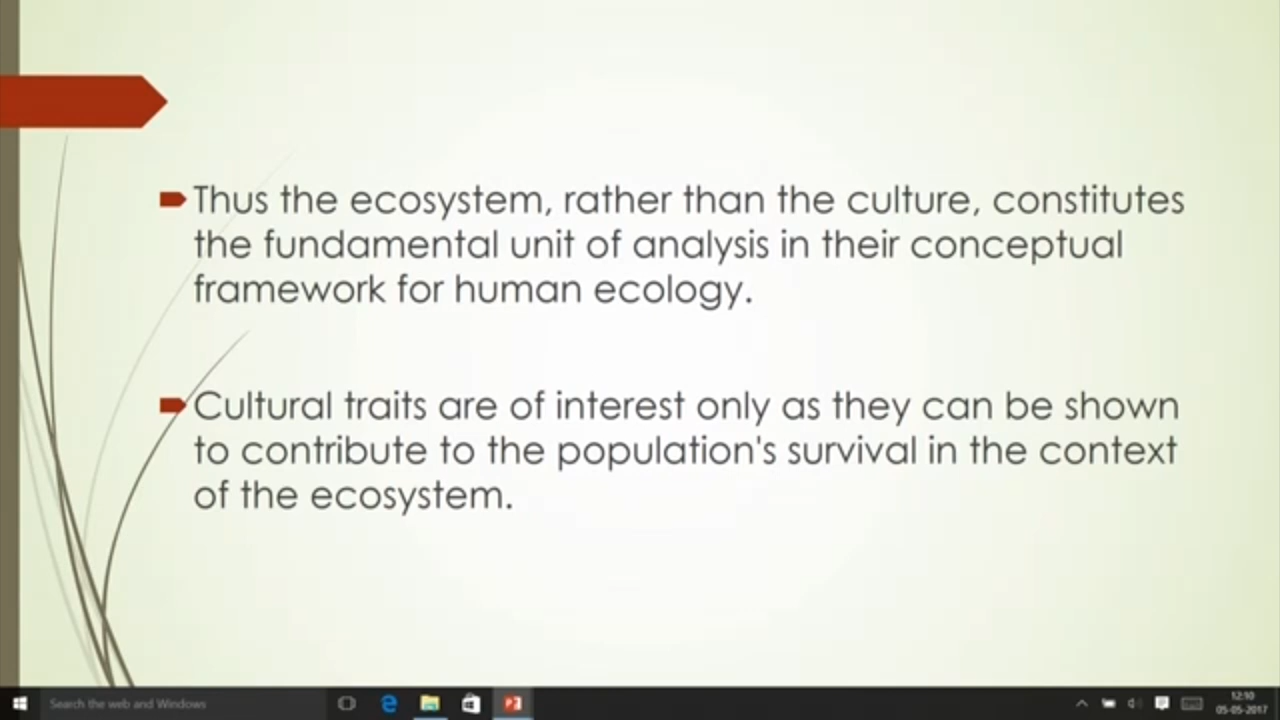 Thus the ecosystem, rather than the culture, constitutes
the fundamental unit of analysis in their conceptual
framework for human ecology.
Cultural traits are of interest only as they can be shown
to contribute to the population's survival in the context
of the ecosystem.
Search the web and Windows
12:10
05-05-2017